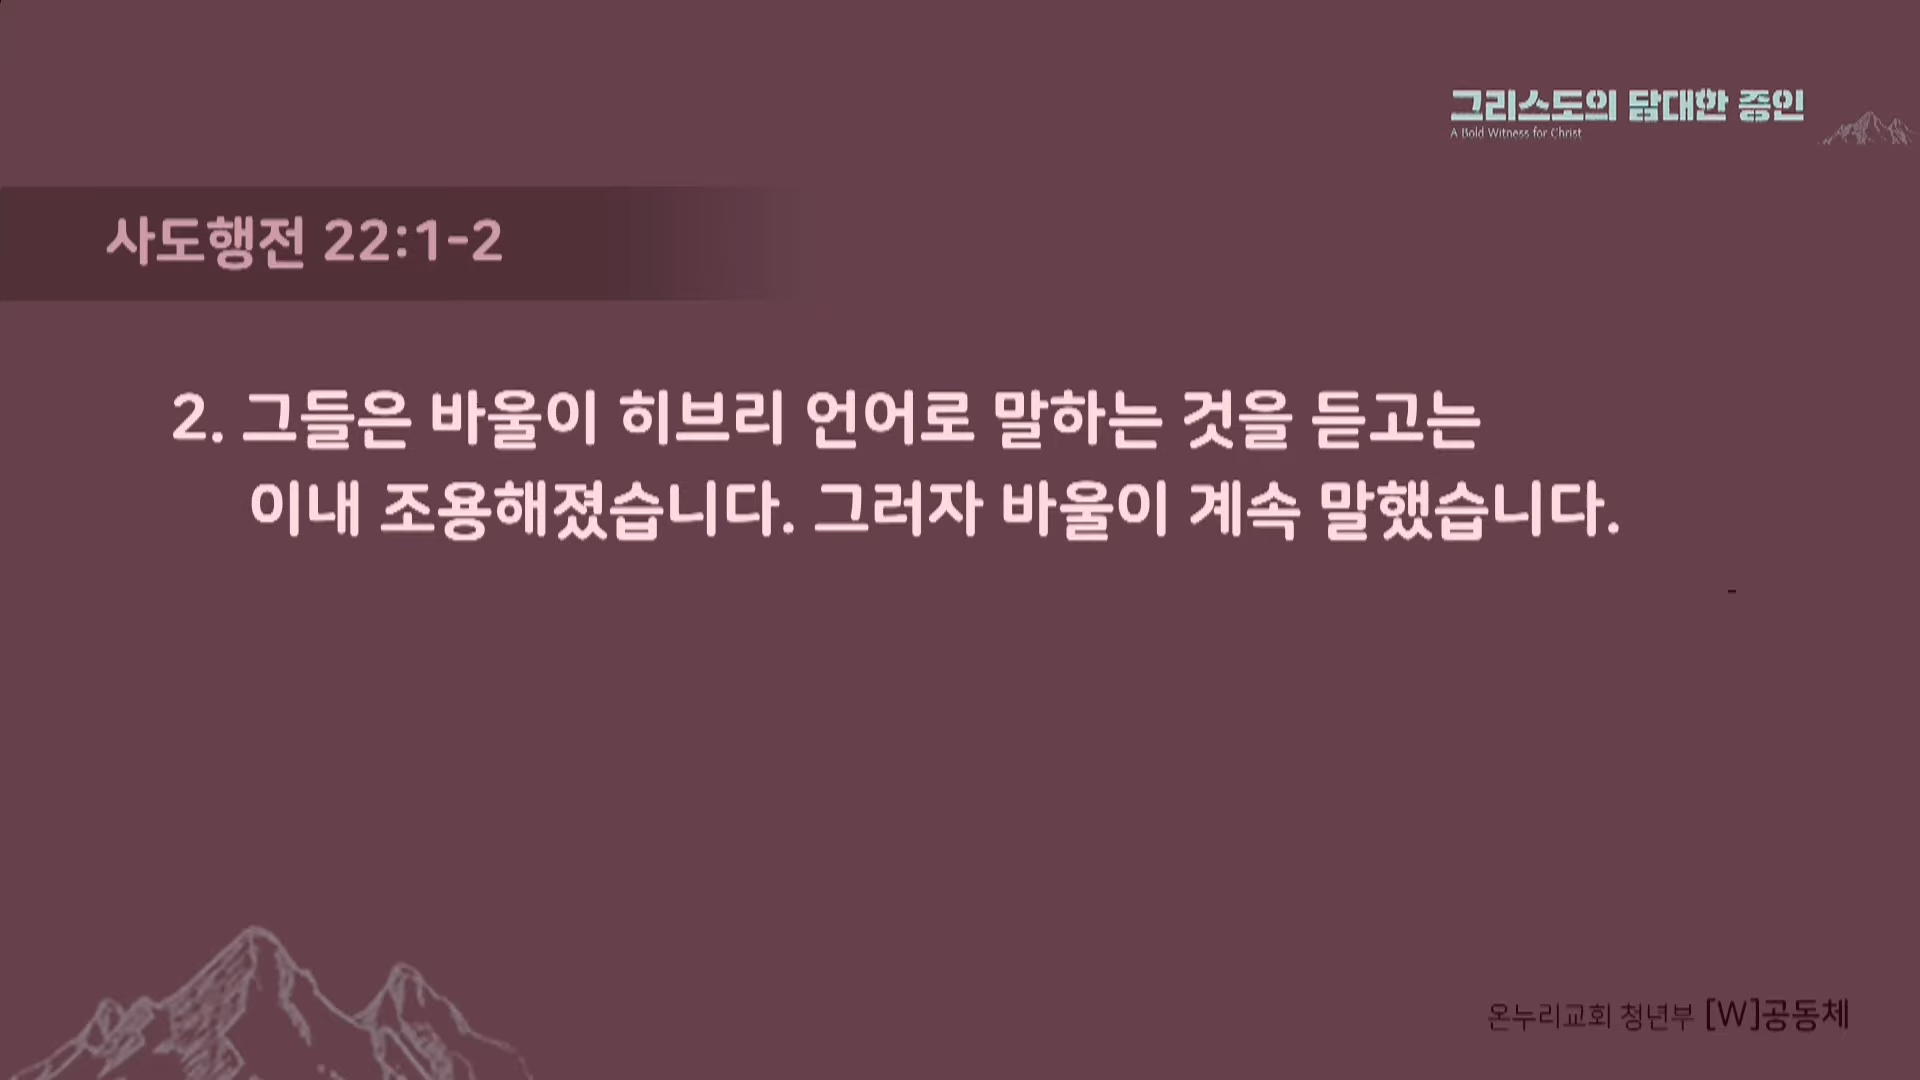 그리스도의 담대한 증인
A Bold Witness for Christ
사도행전 22:1-2
2. 그들은 바울이 히브리 언어로 말하는 것을 듣고는
이내 조용해졌습니다. 그러자 바울이 계속 말했습니다.
-
온누리교회 청년부 [W]공동체